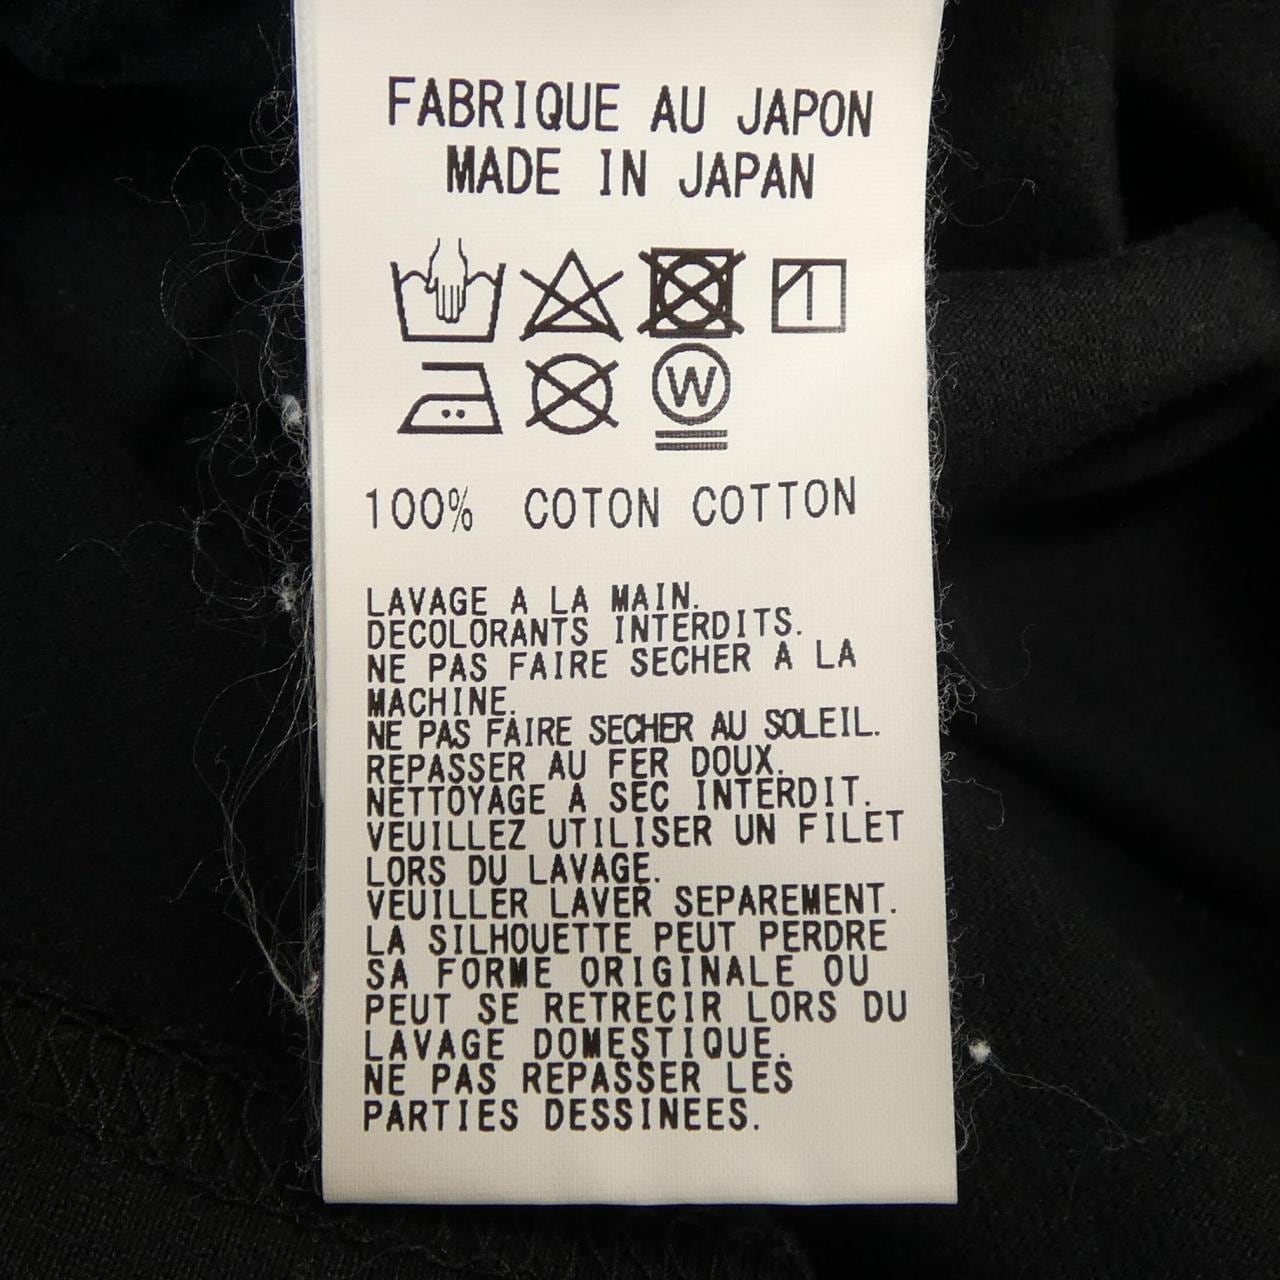 FABRIQUE AU JAPON
MADE IN JAPAN
W
100% COTON COTTON
LAVAGE A LA MAIN.
DECOLORANTS INTERDITS.
NE PAS FAIRE SECHER A LA
MACHINE.
NE PAS FAIRE SECHER AU SOLEIL.
REPASSER AU FER DOUX.
NETTOYAGE A SEC INTERDIT.
VEUILLEZ UTILISER UN FILET
LORS DU LAVAGE.
VEUILLER LAVER SEPAREMENT.
LA SILHOUETTE PEUT PERDRE
SA FORME ORIGINALE OU
PEUT SE RETRECIR LORS DU
LAVAGE DOMESTIQUE.
NE PAS REPASSER LES
PARTIES DESSINEES.